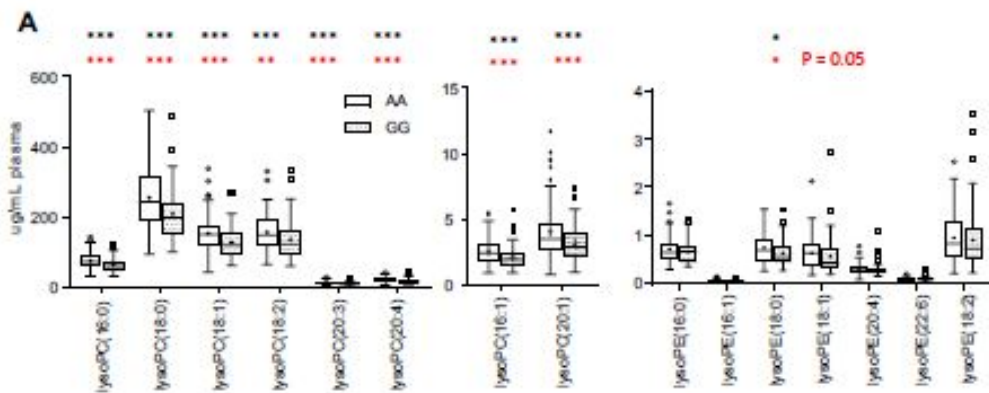 A
*** *** *** *** *** ***
*** *** *** ** *** ***
*** ***
*** ***
*
* P = 0.05
ug/mL plasma
600
400
200
0
AA
GG
lysoPC(16:0)
lysoPC(18:0)
lysoPC(18:1)
lysoPC(18:2)
lysoPC(20:3)
lysoPC(20:4)
15
10
5
0
lysoPC(16:1)
lysoPC(20:1)
4
3
2
1
0
lysoPE(16:0)
lysoPE(16:1)
lysoPE(18:0)
lysoPE(18:1)
lysoPE(20:4)
lysoPE(22:6)
lysoPE(18:2)